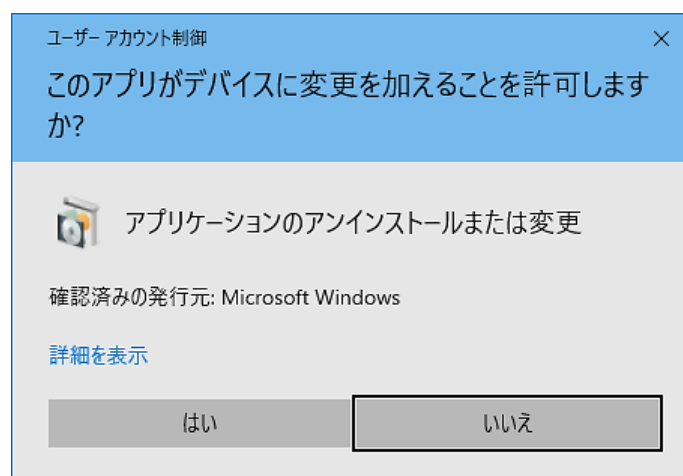 ユーザー アカウント制御
このアプリがデバイスに変更を加えることを許可します
か?
アプリケーションのアンインストールまたは変更
確認済みの発行元: Microsoft Windows
詳細を表示
はい
いいえ